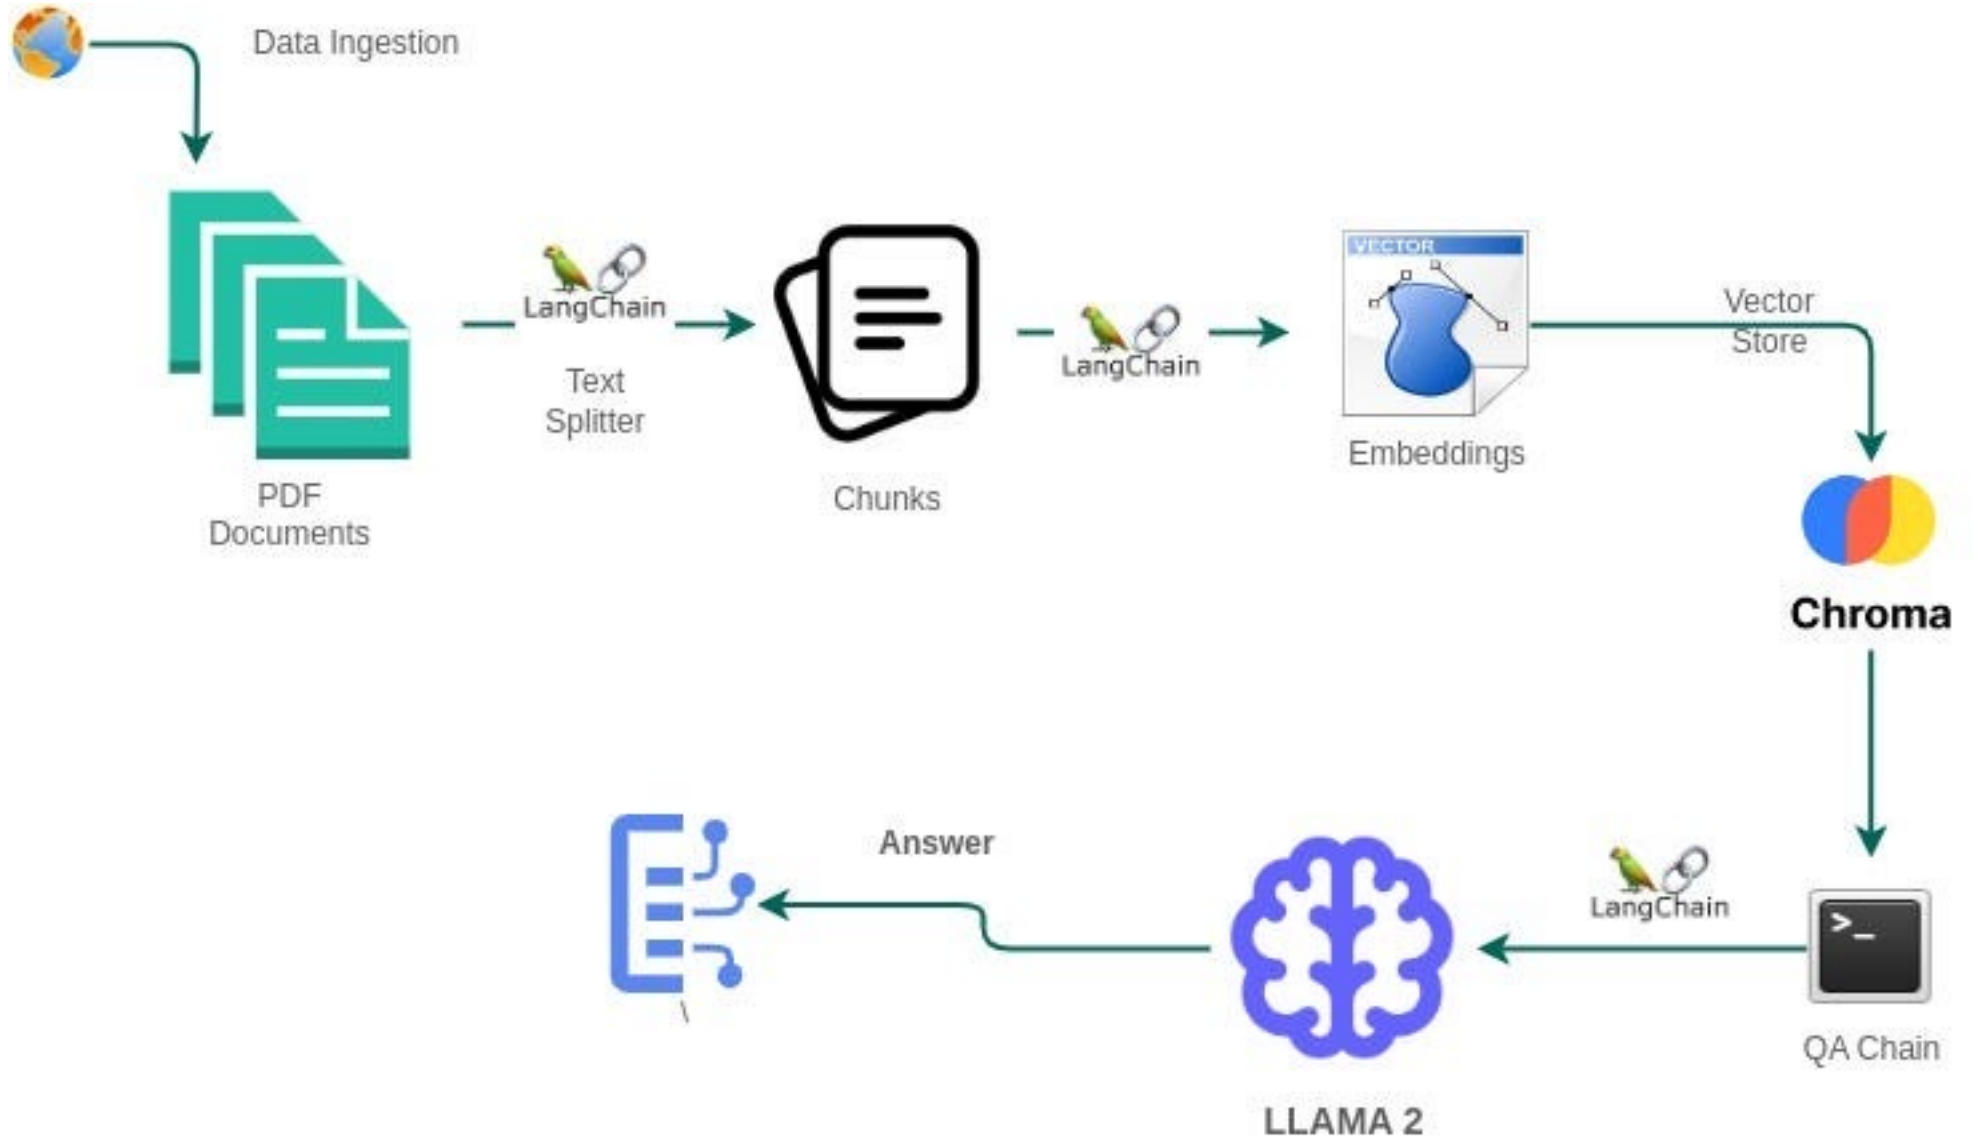 Data Ingestion
LangChain
Text
Splitter
PDF
Documents
Chunks
LangChain
VECTOR
Embeddings
Vector
Store
Chroma
LangChain
>_
QA Chain
Answer
LLAMA 2